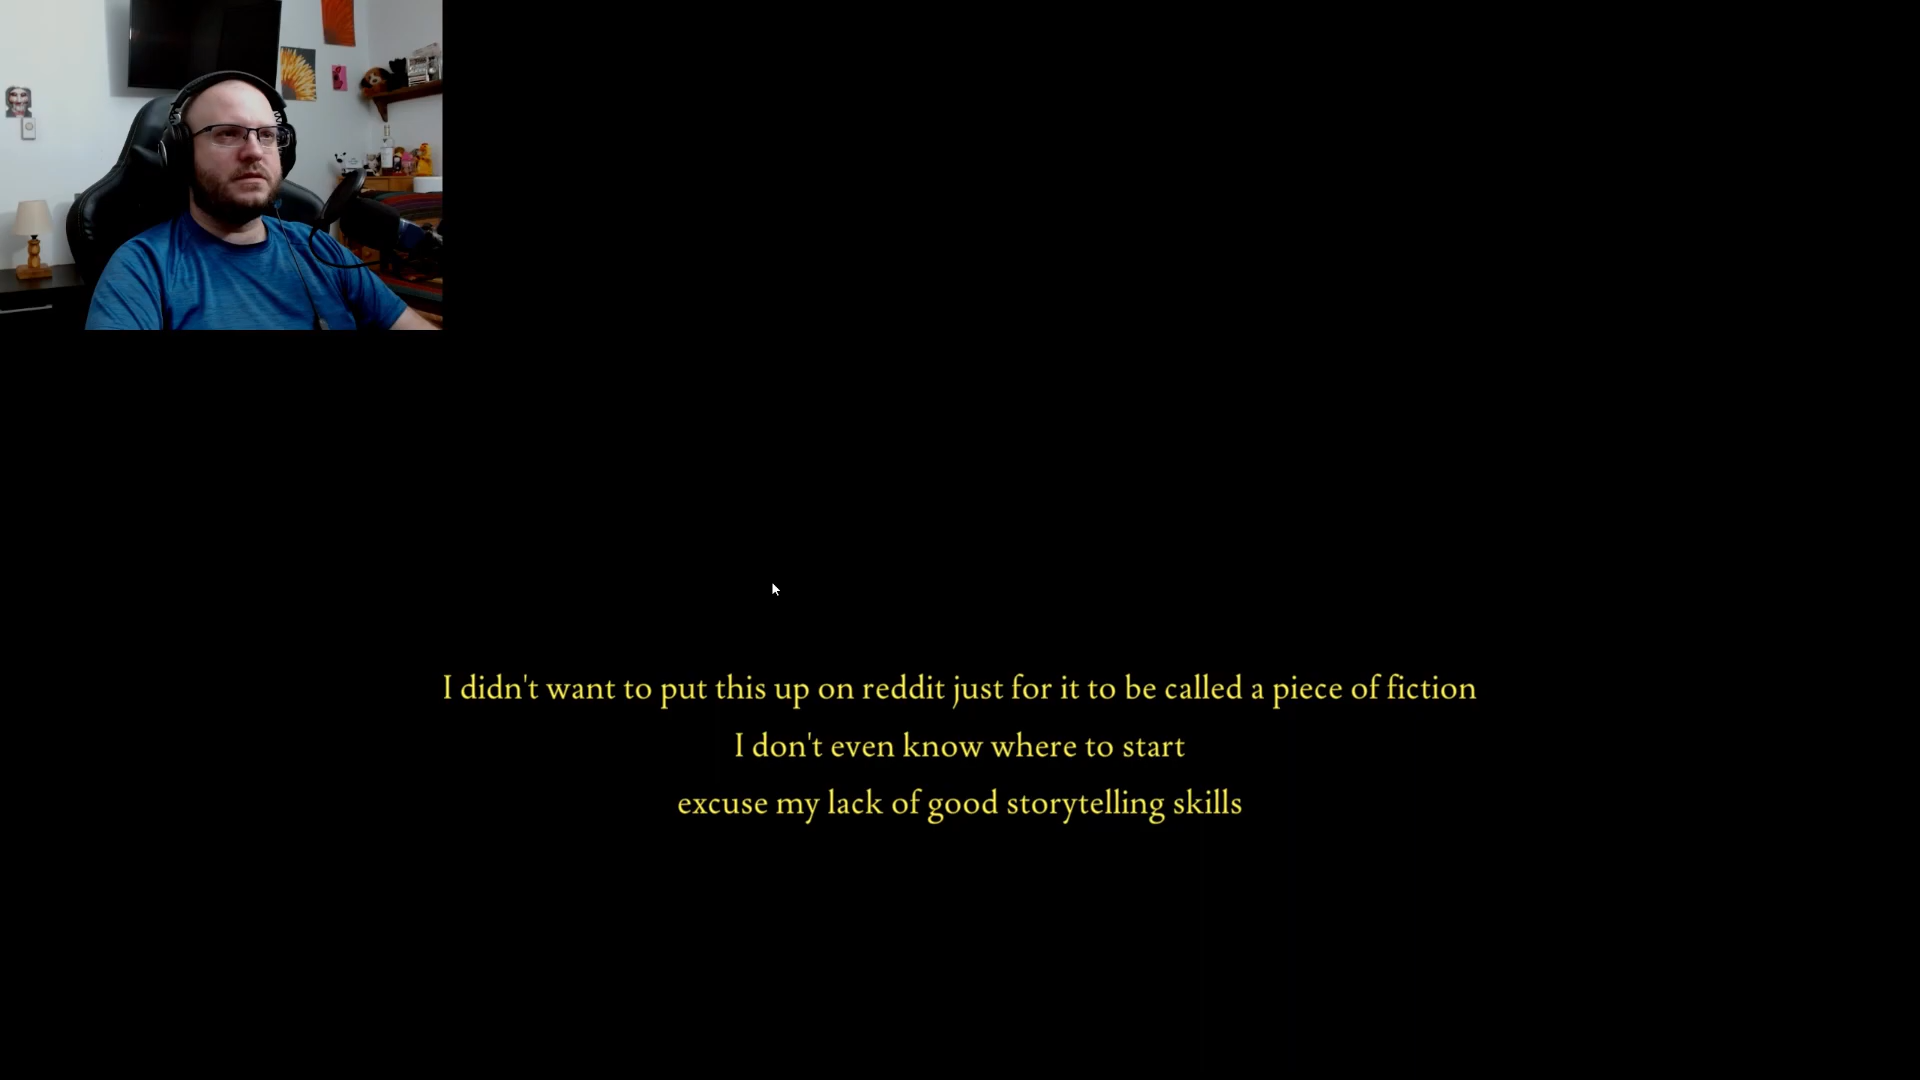 I didn't want to put this up on reddit just for it to be called a piece of fiction
I don't even know where to start
excuse my lack of good storytelling skills